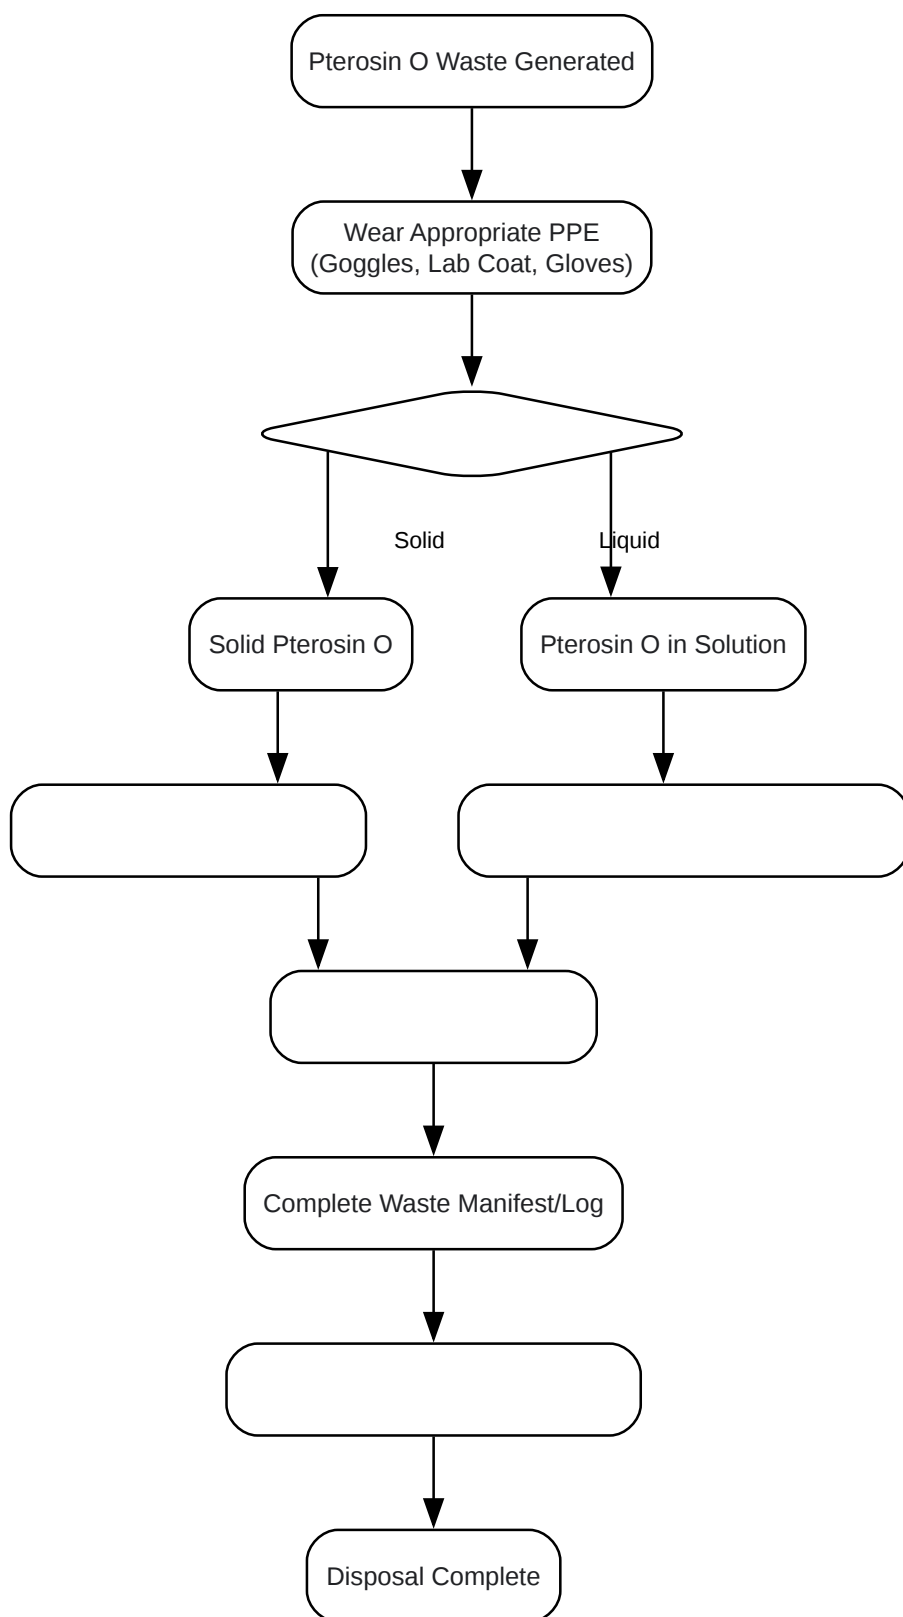 Pterosin O Waste Generated
Wear Appropriate PPE
(Goggles, Lab Coat, Gloves)
Solid
Liquid
Solid Pterosin O
Pterosin O in Solution
Complete Waste Manifest/Log
Disposal Complete